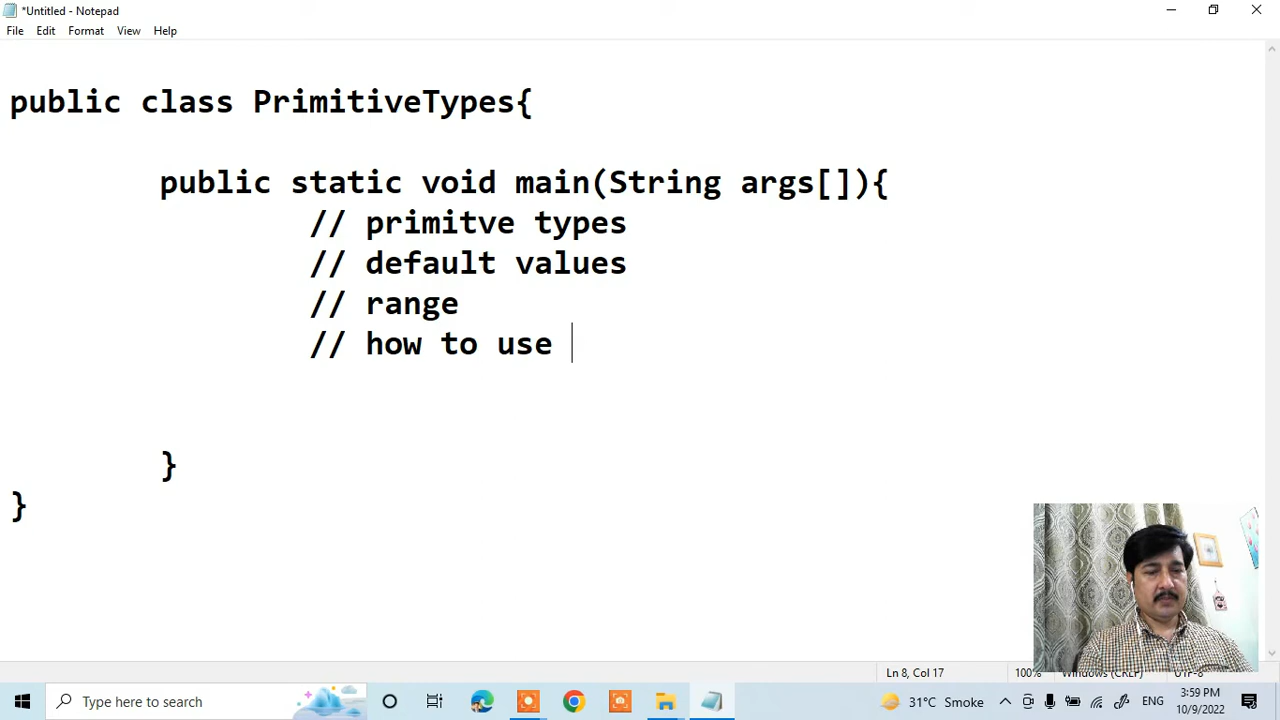 *Untitled - Notepad
File Edit Format View Help
public class PrimitiveTypes{
public static void main(String args[]){
// primitve types
// default values
// range
// how to use
}
}
Ln 8, Col 17 100% Windows (CRLF) UTF-8
Type here to search 31°C Smoke ENG 3:59 PM
10/9/2022